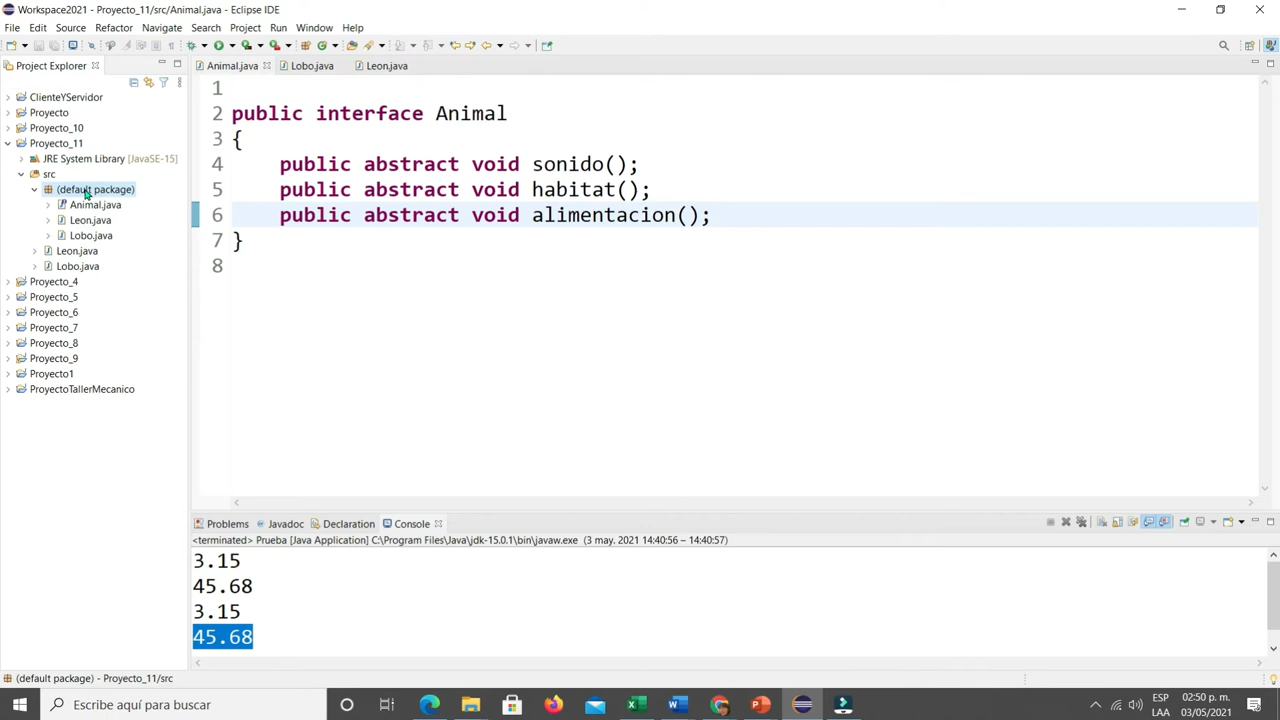 Workspace2021 - Proyecto_11/src/Animal.java - Eclipse IDE
File Edit Source Refactor Navigate Search Project Run Window Help
Project Explorer
ClienteYServidor
Proyecto
Proyecto_10
Proyecto_11
JRE System Library [JavaSE-15]
src
(default package)
Animal.java
Leon.java
Lobo.java
Leon.java
Lobo.java
Proyecto_4
Proyecto_5
Proyecto_6
Proyecto_7
Proyecto_8
Proyecto_9
Proyecto1
ProyectoTallerMecanico
Animal.java Lobo.java Leon.java
1
2 public interface Animal
3 {
4 public abstract void sonido();
5 public abstract void habitat();
6 public abstract void alimentacion();
7 }
8
Problems Javadoc Declaration Console
<terminated> Prueba [Java Application] C:\Program Files\Java\jdk-15.0.1\bin\javaw.exe (3 may. 2021 14:40:56 – 14:40:57)
3.15
45.68
3.15
45.68
(default package) - Proyecto_11/src
Escribe aquí para buscar
ESP
LAA
02:50 p. m.
03/05/2021